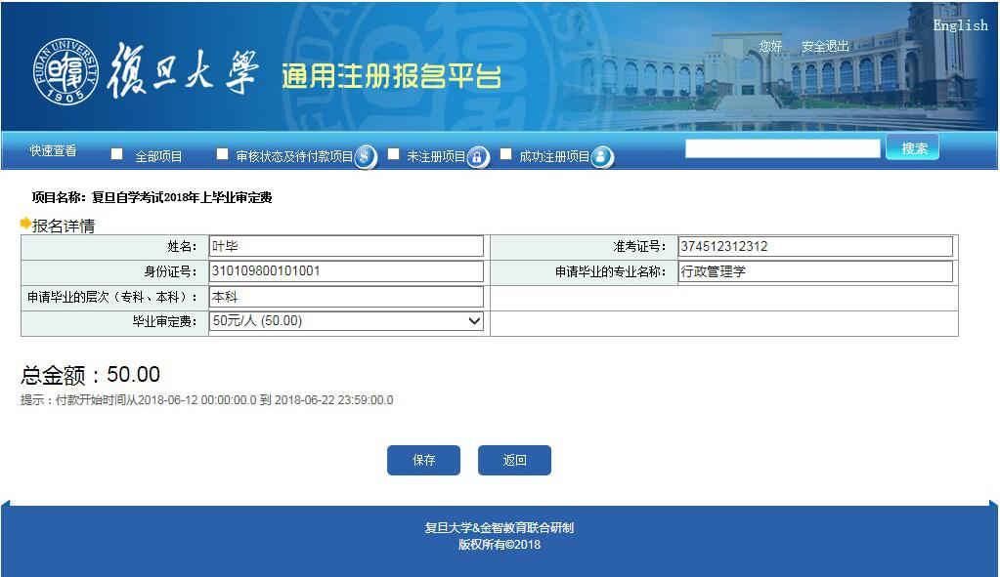 English
您好 安全退出
FUDAN UNIVERSITY
1905
復旦大學 通用注册报名平台
快速查看 全部项目 审核状态及待付款项目 $ 未注册项目 成功注册项目 搜索
项目名称：复旦自学考试2018年上毕业审定费
报名详情
姓名： 叶毕 准考证号： 374512312312
身份证号： 310109800101001 申请毕业的专业名称： 行政管理学
申请毕业的层次（专科、本科）： 本科
毕业审定费： 50元/人 (50.00)
总金额：50.00
提示：付款开始时间从2018-06-12 00:00:00.0 到 2018-06-22 23:59:00.0
保存 返回
复旦大学&金智教育联合研制
版权所有©2018